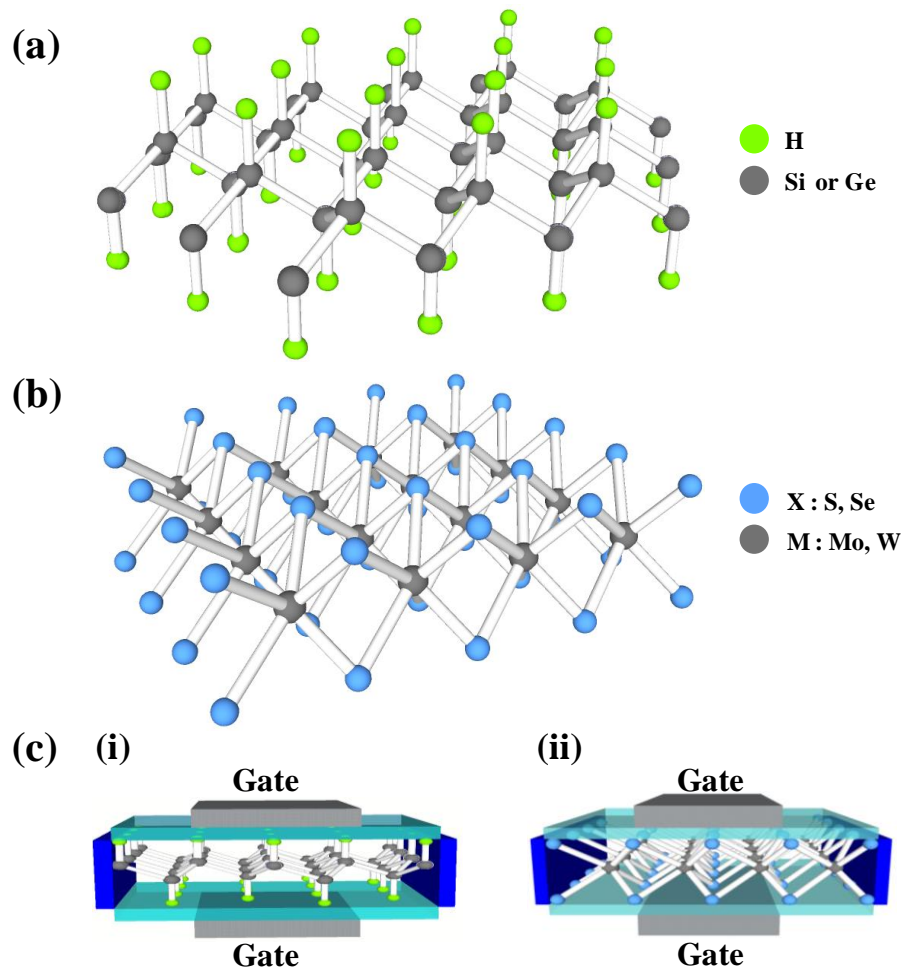 (a)
H
Si or Ge
(b)
X : S, Se
M : Mo, W
(c) (i) (ii)
Gate Gate
Gate Gate